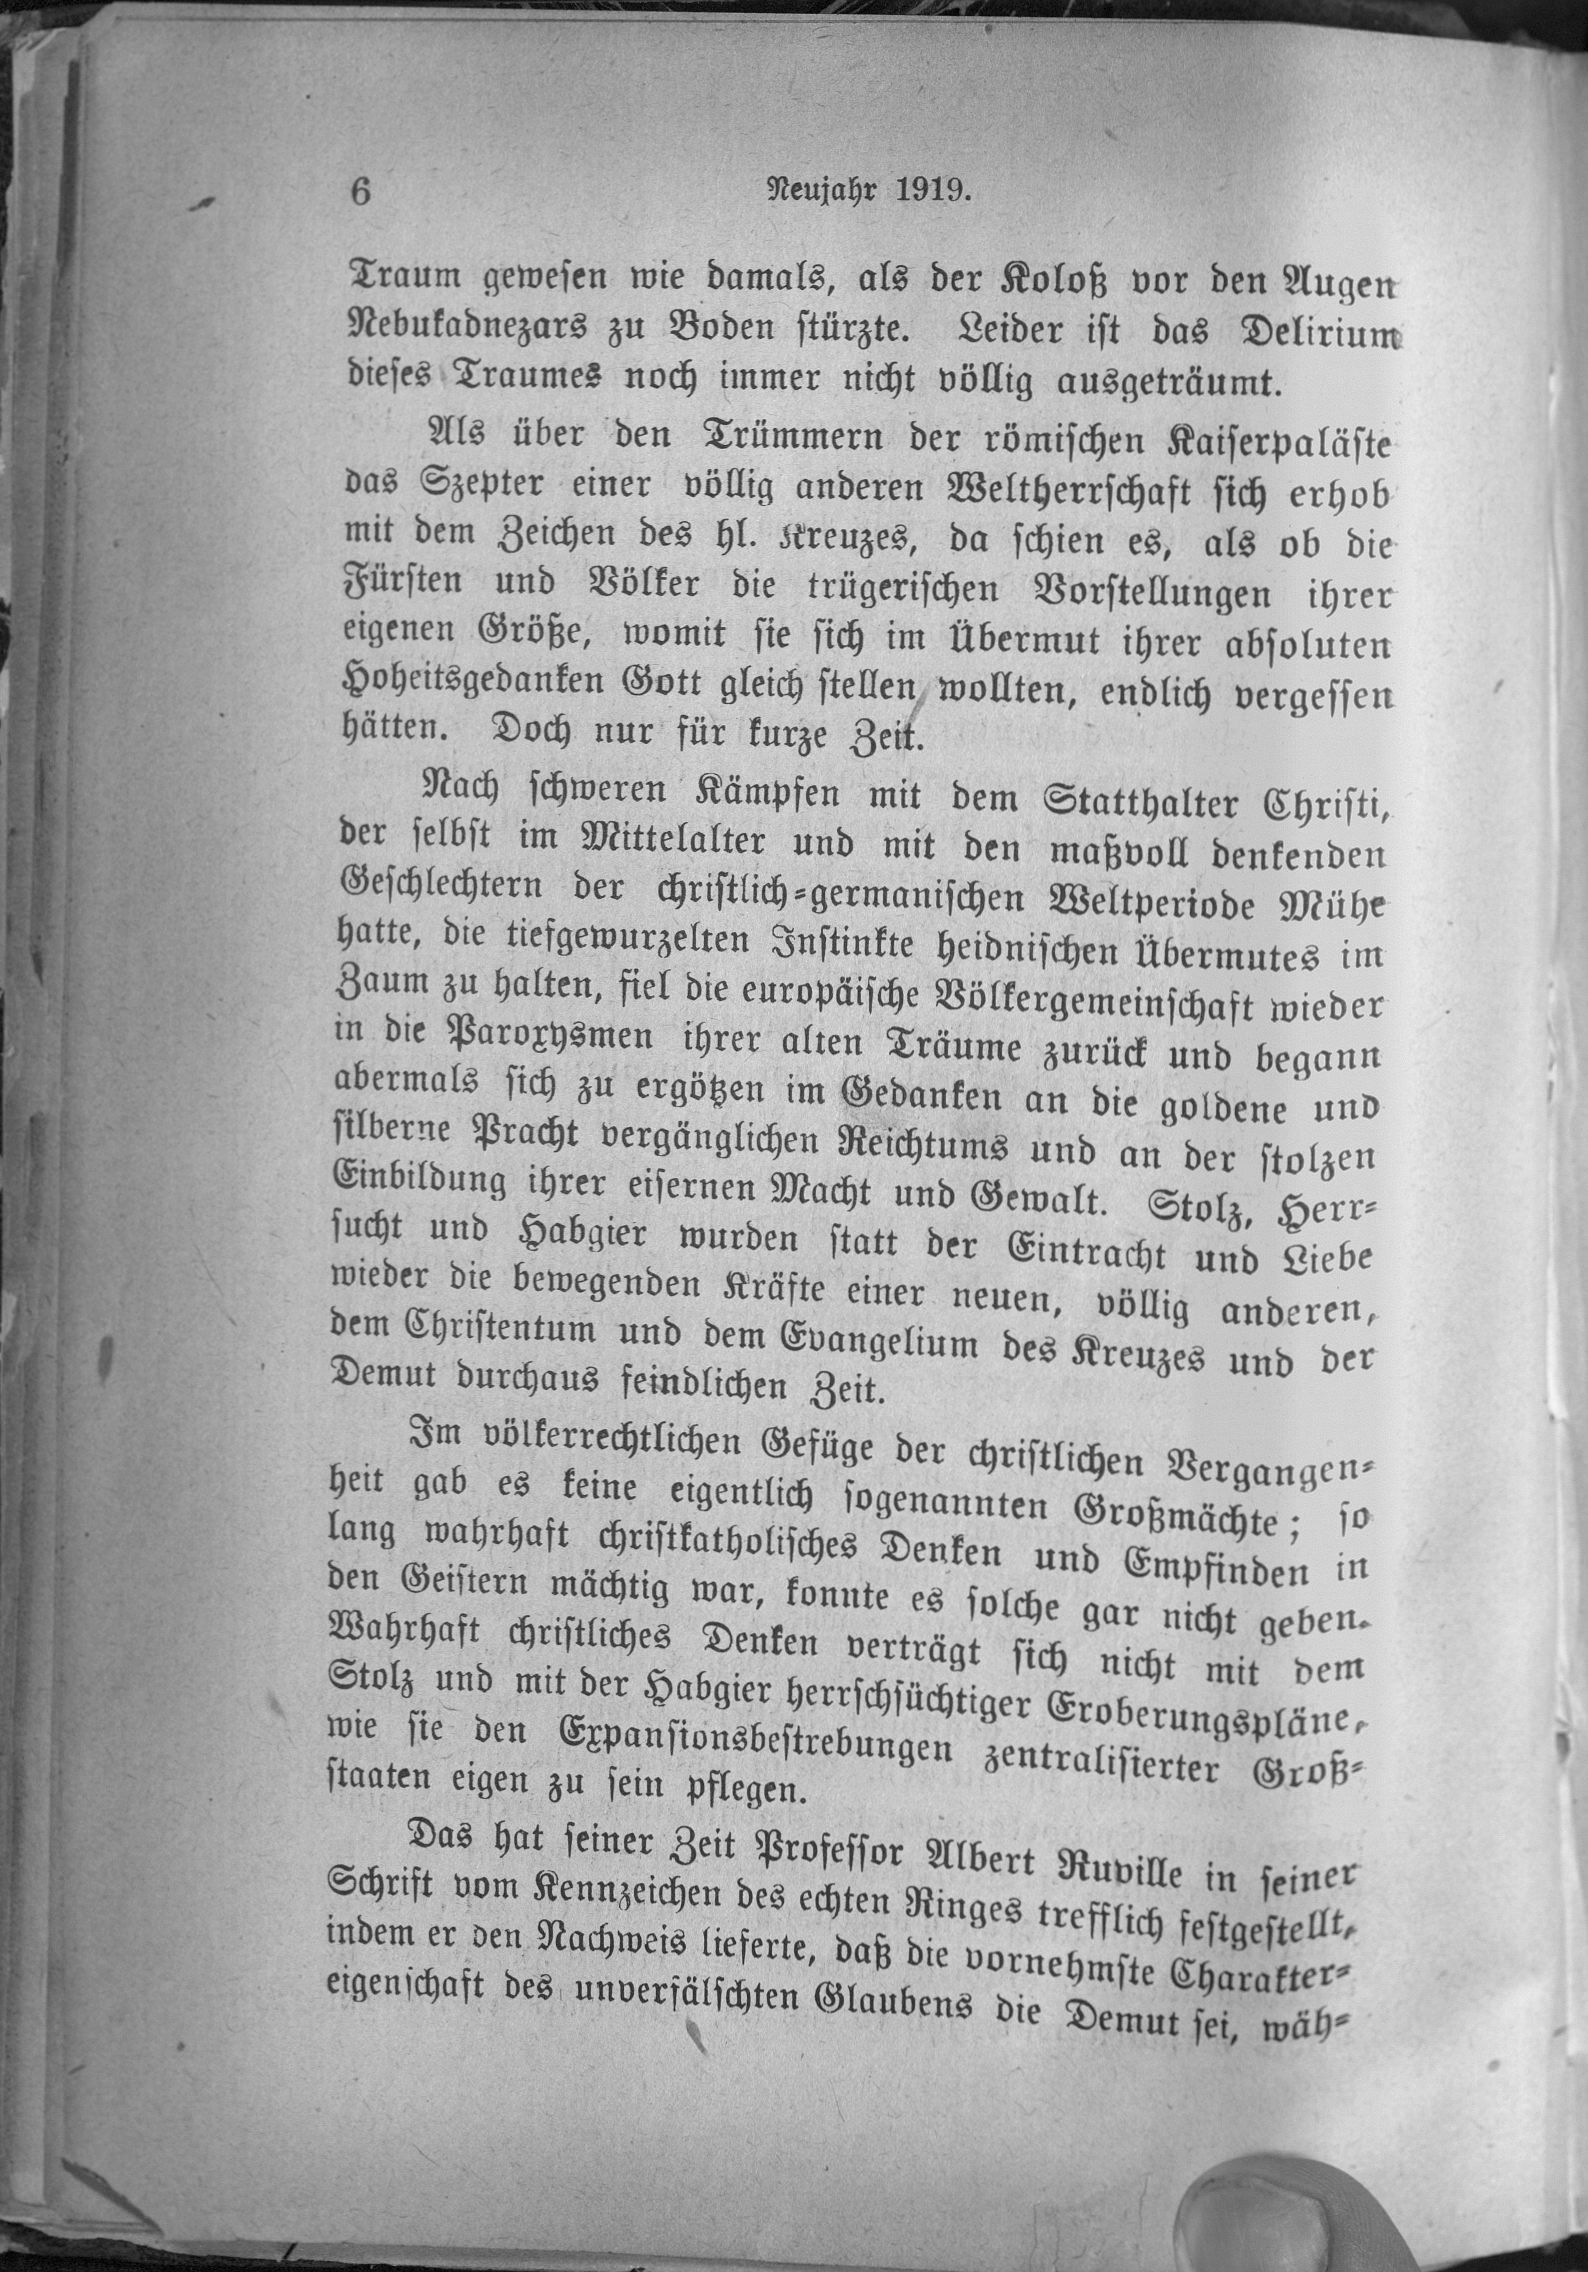 6 Neujahr 1919.
Traum gewesen wie damals, als der Koloß vor den Augen
Nebukadnezars zu Boden stürzte. Leider ist das Delirium
dieses Traumes noch immer nicht völlig ausgeträumt.
Als über den Trümmern der römischen Kaiserpaläste
das Szepter einer völlig anderen Weltherrschaft sich erhob
mit dem Zeichen des hl. Kreuzes, da schien es, als ob die
Fürsten und Völker die trügerischen Vorstellungen ihrer
eigenen Größe, womit sie sich im Übermut ihrer absoluten
Hoheitsgedanken Gott gleich stellen wollten, endlich vergessen
hätten. Doch nur für kurze Zeit.
Nach schweren Kämpfen mit dem Statthalter Christi,
der selbst im Mittelalter und mit den maßvoll denkenden
Geschlechtern der christlich-germanischen Weltperiode Mühe
hatte, die tiefgewurzelten Instinkte heidnischen Übermutes im
Zaum zu halten, fiel die europäische Völkergemeinschaft wieder
in die Paroxysmen ihrer alten Träume zurück und begann
abermals sich zu ergötzen im Gedanken an die goldene und
silberne Pracht vergänglichen Reichtums und an der stolzen
Einbildung ihrer eisernen Macht und Gewalt. Stolz, Herr-
sucht und Habgier wurden statt der Eintracht und Liebe
wieder die bewegenden Kräfte einer neuen, völlig anderen,
dem Christentum und dem Evangelium des Kreuzes und der
Demut durchaus feindlichen Zeit.
Im völkerrechtlichen Gefüge der christlichen Vergangen-
heit gab es keine eigentlich sogenannten Großmächte; so
lang wahrhaft christkatholisches Denken und Empfinden in
den Geistern mächtig war, konnte es solche gar nicht geben.
Wahrhaft christliches Denken verträgt sich nicht mit dem
Stolz und mit der Habgier herrschsüchtiger Eroberungspläne,
wie sie den Expansionsbestrebungen zentralisierter Groß-
staaten eigen zu sein pflegen.
Das hat seiner Zeit Professor Albert Ruville in seiner
Schrift vom Kennzeichen des echten Ringes trefflich festgestellt,
indem er den Nachweis lieferte, daß die vornehmste Charakter-
eigenschaft des unverfälschten Glaubens die Demut sei, wäh-